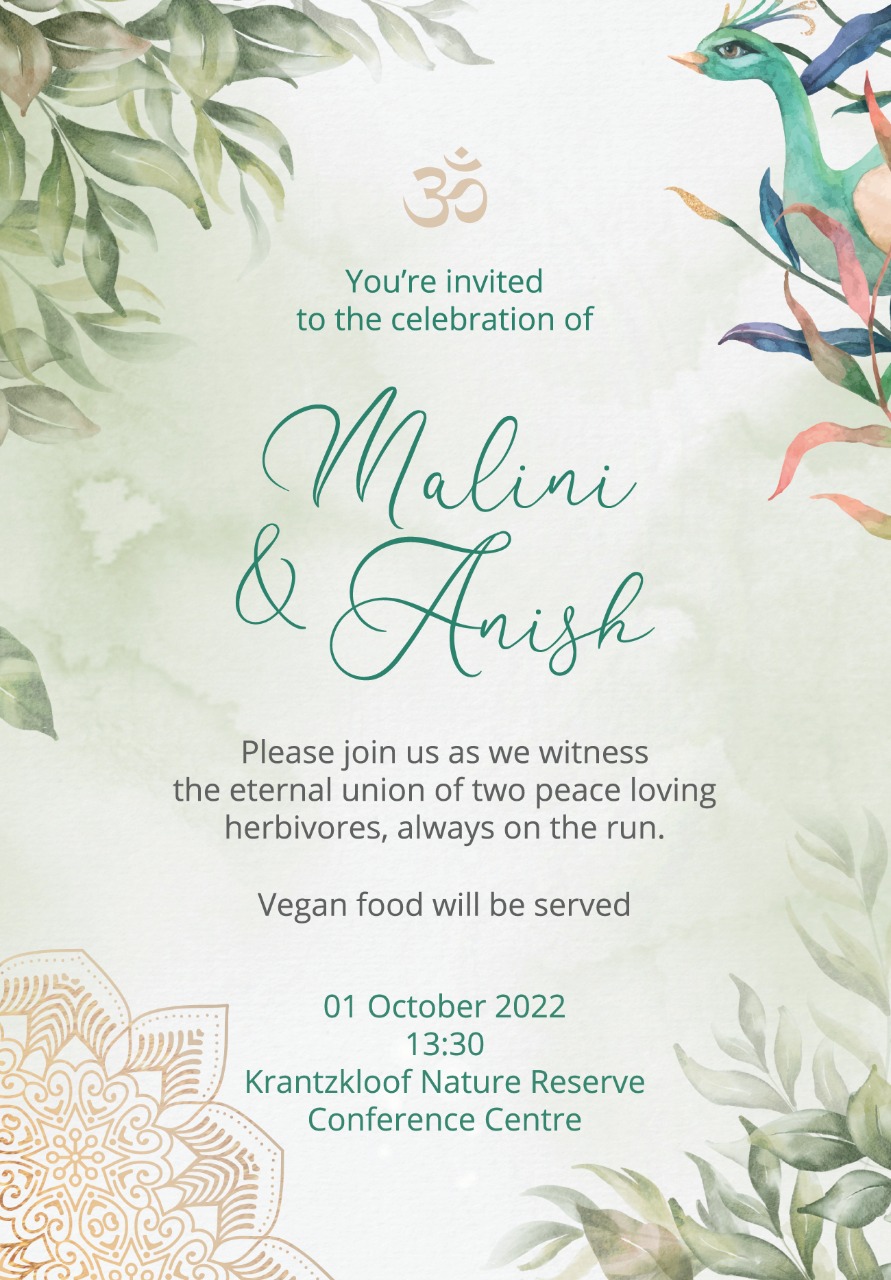 ॐ
You’re invited
to the celebration of
Malini
& Anish
Please join us as we witness
the eternal union of two peace loving
herbivores, always on the run.
Vegan food will be served
01 October 2022
13:30
Krantzkloof Nature Reserve
Conference Centre